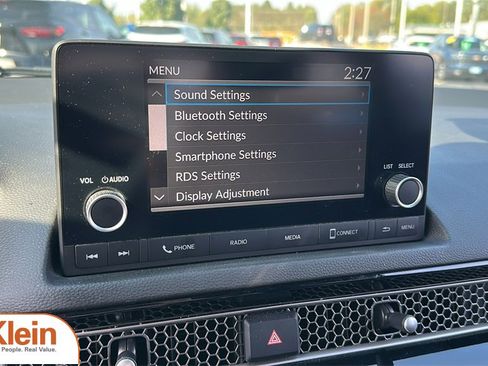 MENU 2:27
Sound Settings
Bluetooth Settings
Clock Settings
Smartphone Settings
RDS Settings
Display Adjustment
VOL AUDIO
LIST SELECT
PHONE RADIO MEDIA CONNECT MENU
Klein
People. Real Value.